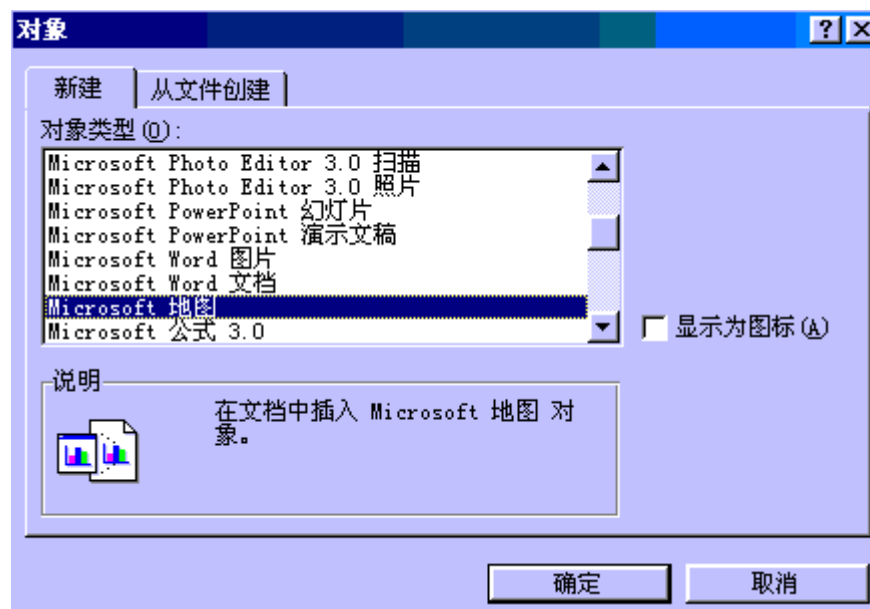 对象
新建 从文件创建
对象类型(O):
Microsoft Photo Editor 3.0 扫描
Microsoft Photo Editor 3.0 照片
Microsoft PowerPoint 幻灯片
Microsoft PowerPoint 演示文稿
Microsoft Word 图片
Microsoft Word 文档
Microsoft 地图
Microsoft 公式 3.0
显示为图标(A)
说明
在文档中插入 Microsoft 地图 对
象。
确定 取消